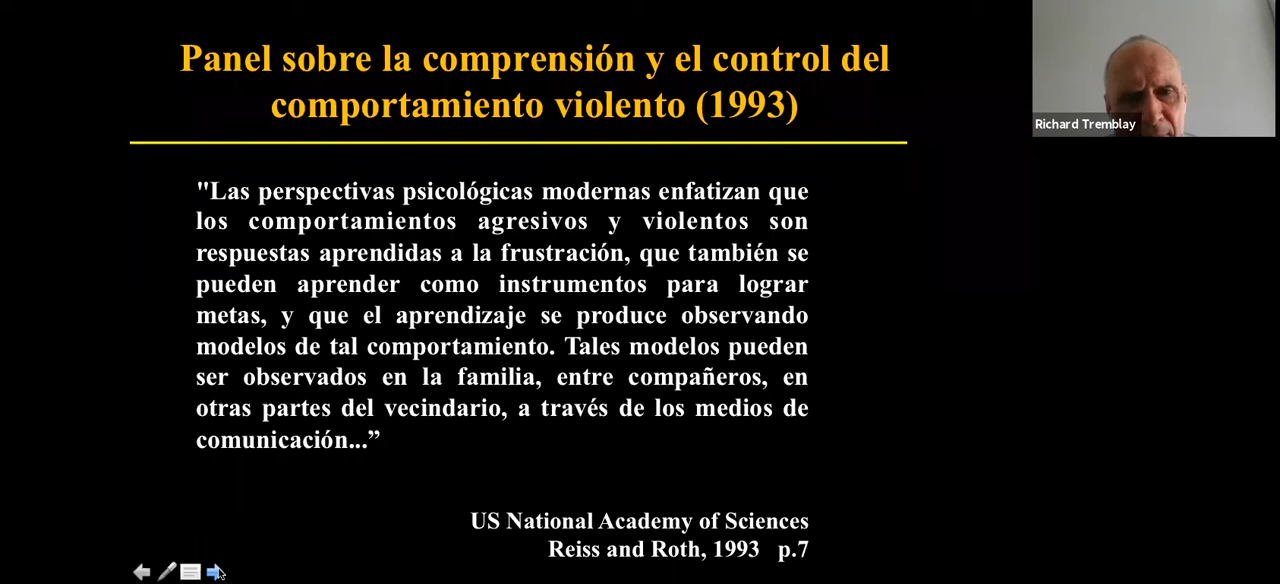 Panel sobre la comprensión y el control del
comportamiento violento (1993)
Richard Tremblay
"Las perspectivas psicológicas modernas enfatizan que
los comportamientos agresivos y violentos son
respuestas aprendidas a la frustración, que también se
pueden aprender como instrumentos para lograr
metas, y que el aprendizaje se produce observando
modelos de tal comportamiento. Tales modelos pueden
ser observados en la familia, entre compañeros, en
otras partes del vecindario, a través de los medios de
comunicación...”
US National Academy of Sciences
Reiss and Roth, 1993 p.7